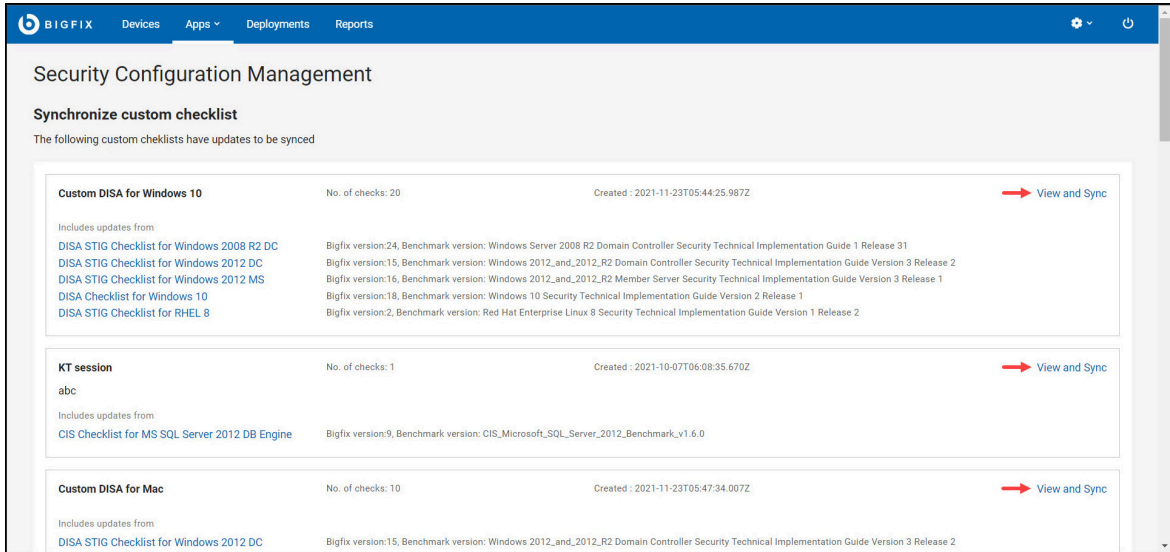 BIGFIX Devices Apps Deployments Reports
Security Configuration Management
Synchronize custom checklist
The following custom cheklists have updates to be synced
Custom DISA for Windows 10 No. of checks: 20 Created : 2021-11-23T05:44:25.987Z View and Sync
Includes updates from
DISA STIG Checklist for Windows 2008 R2 DC Bigfix version:24, Benchmark version: Windows Server 2008 R2 Domain Controller Security Technical Implementation Guide 1 Release 31
DISA STIG Checklist for Windows 2012 DC Bigfix version:15, Benchmark version: Windows 2012_and_2012_R2 Domain Controller Security Technical Implementation Guide Version 3 Release 2
DISA STIG Checklist for Windows 2012 MS Bigfix version:16, Benchmark version: Windows 2012_and_2012_R2 Member Server Security Technical Implementation Guide Version 3 Release 1
DISA Checklist for Windows 10 Bigfix version:18, Benchmark version: Windows 10 Security Technical Implementation Guide Version 2 Release 1
DISA STIG Checklist for RHEL 8 Bigfix version:2, Benchmark version: Red Hat Enterprise Linux 8 Security Technical Implementation Guide Version 1 Release 2
KT session No. of checks: 1 Created : 2021-10-07T06:08:35.670Z View and Sync
abc
Includes updates from
CIS Checklist for MS SQL Server 2012 DB Engine Bigfix version:9, Benchmark version: CIS_Microsoft_SQL_Server_2012_Benchmark_v1.6.0
Custom DISA for Mac No. of checks: 10 Created : 2021-11-23T05:47:34.007Z View and Sync
Includes updates from
DISA STIG Checklist for Windows 2012 DC Bigfix version:15, Benchmark version: Windows 2012_and_2012_R2 Domain Controller Security Technical Implementation Guide Version 3 Release 2